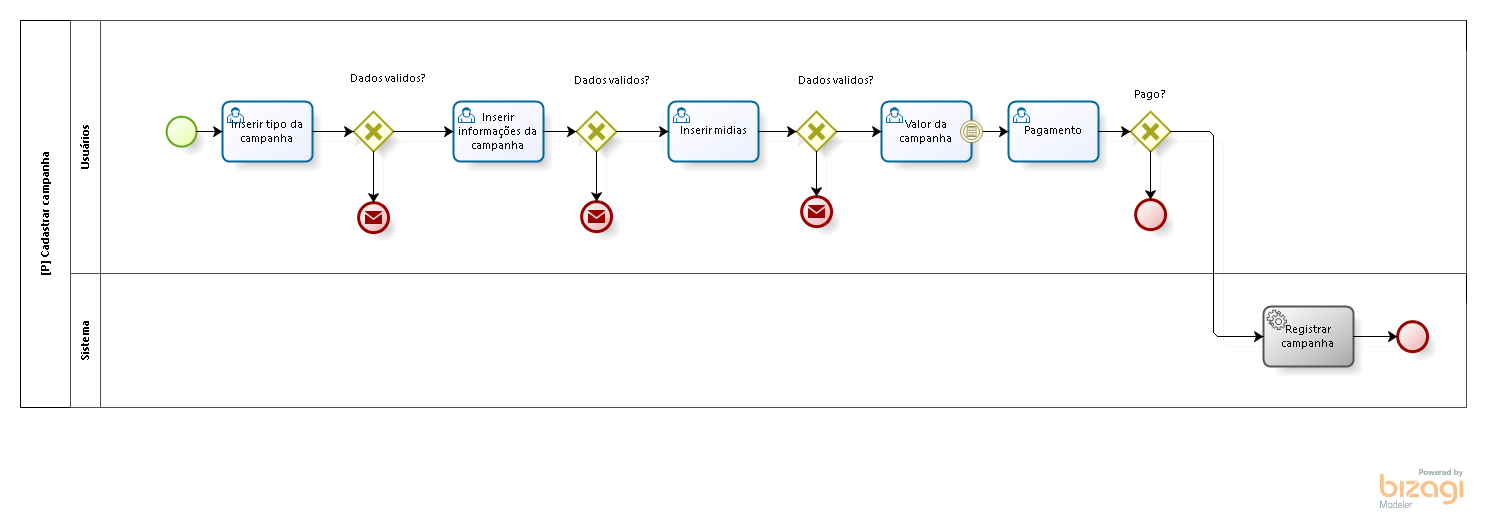 [P] Cadastrar campanha
Usuários
Dados validos?
Dados validos?
Dados validos?
Pago?
Inserir tipo da
campanha
Inserir
informações da
campanha
Inserir midias
Valor da
campanha
Pagamento
Sistema
Registrar
campanha
Powered by
bizagi
Modeler